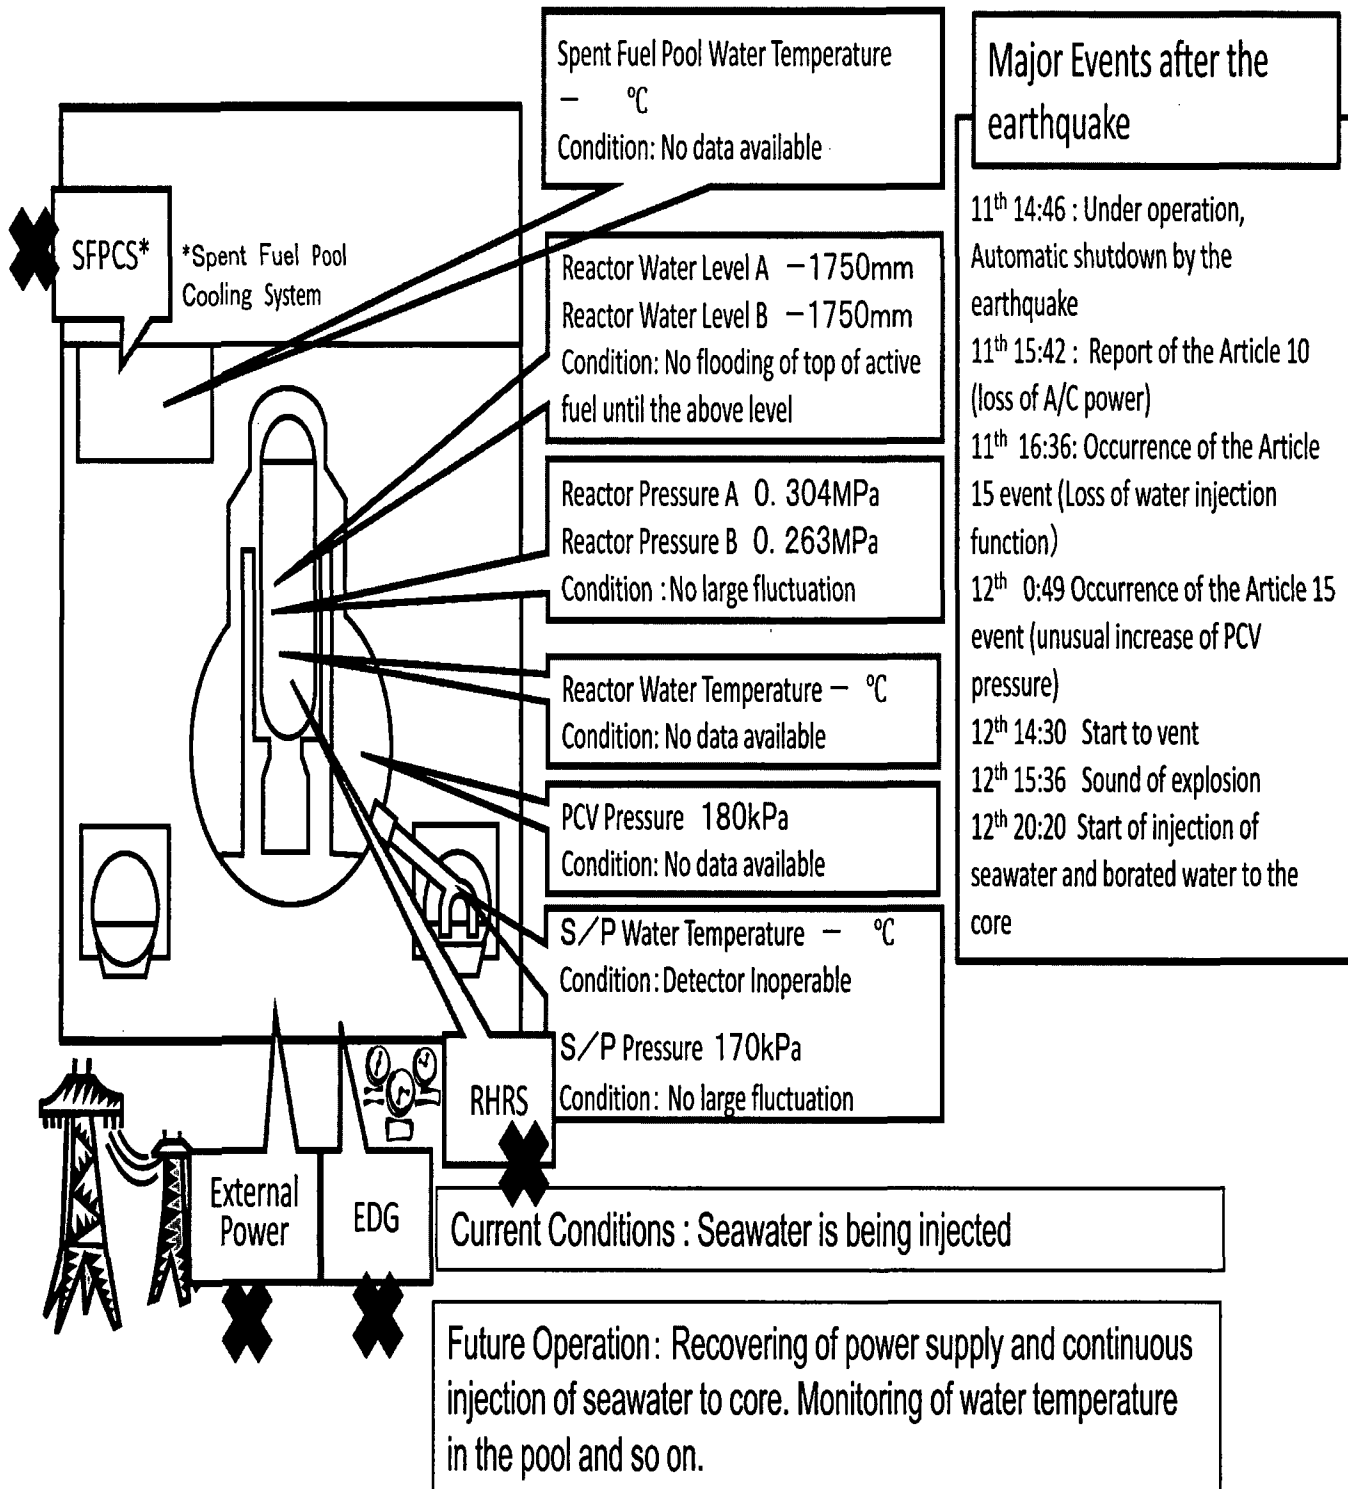 Spent Fuel Pool Water Temperature
－ ℃
Condition: No data available
SFPCS*
*Spent Fuel Pool
Cooling System
Reactor Water Level A －1750mm
Reactor Water Level B －1750mm
Condition: No flooding of top of active
fuel until the above level
Reactor Pressure A 0. 304MPa
Reactor Pressure B 0. 263MPa
Condition : No large fluctuation
Reactor Water Temperature － ℃
Condition: No data available
PCV Pressure 180kPa
Condition: No data available
S／P Water Temperature － ℃
Condition: Detector Inoperable
S／P Pressure 170kPa
Condition: No large fluctuation
RHRS
External
Power
EDG
Major Events after the
earthquake
11th 14:46 : Under operation,
Automatic shutdown by the
earthquake
11th 15:42 : Report of the Article 10
(loss of A/C power)
11th 16:36: Occurrence of the Article
15 event (Loss of water injection
function)
12th 0:49 Occurrence of the Article 15
event (unusual increase of PCV
pressure)
12th 14:30 Start to vent
12th 15:36 Sound of explosion
12th 20:20 Start of injection of
seawater and borated water to the
core
Current Conditions : Seawater is being injected
Future Operation: Recovering of power supply and continuous
injection of seawater to core. Monitoring of water temperature
in the pool and so on.